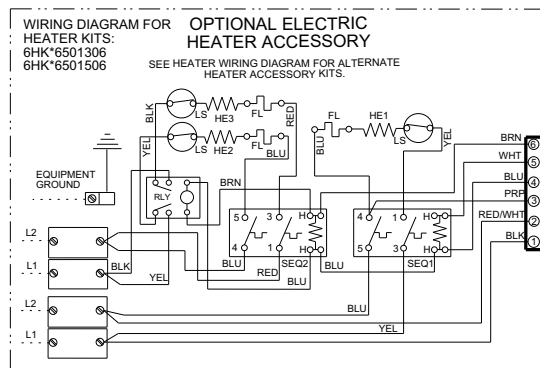 WIRING DIAGRAM FOR
HEATER KITS:
6HK*6501306
6HK*6501506
OPTIONAL ELECTRIC
HEATER ACCESSORY
SEE HEATER WIRING DIAGRAM FOR ALTERNATE
HEATER ACCESSORY KITS.
BLK
LS
HE3
FL
RED
YEL
LS
HE2
FL
BLU
FL
HE1
LS
BLU
YEL
BRN
6
WHT
5
BLU
4
PRP
3
RED/WHT
2
BLK
1
EQUIPMENT
GROUND
RLY
BRN
5
3
H
4
1
H
SEQ2
4
1
H
5
3
H
SEQ1
L2
L1
BLK
YEL
BLU
RED
BLU
BLU
L2
L1
BLU
YEL